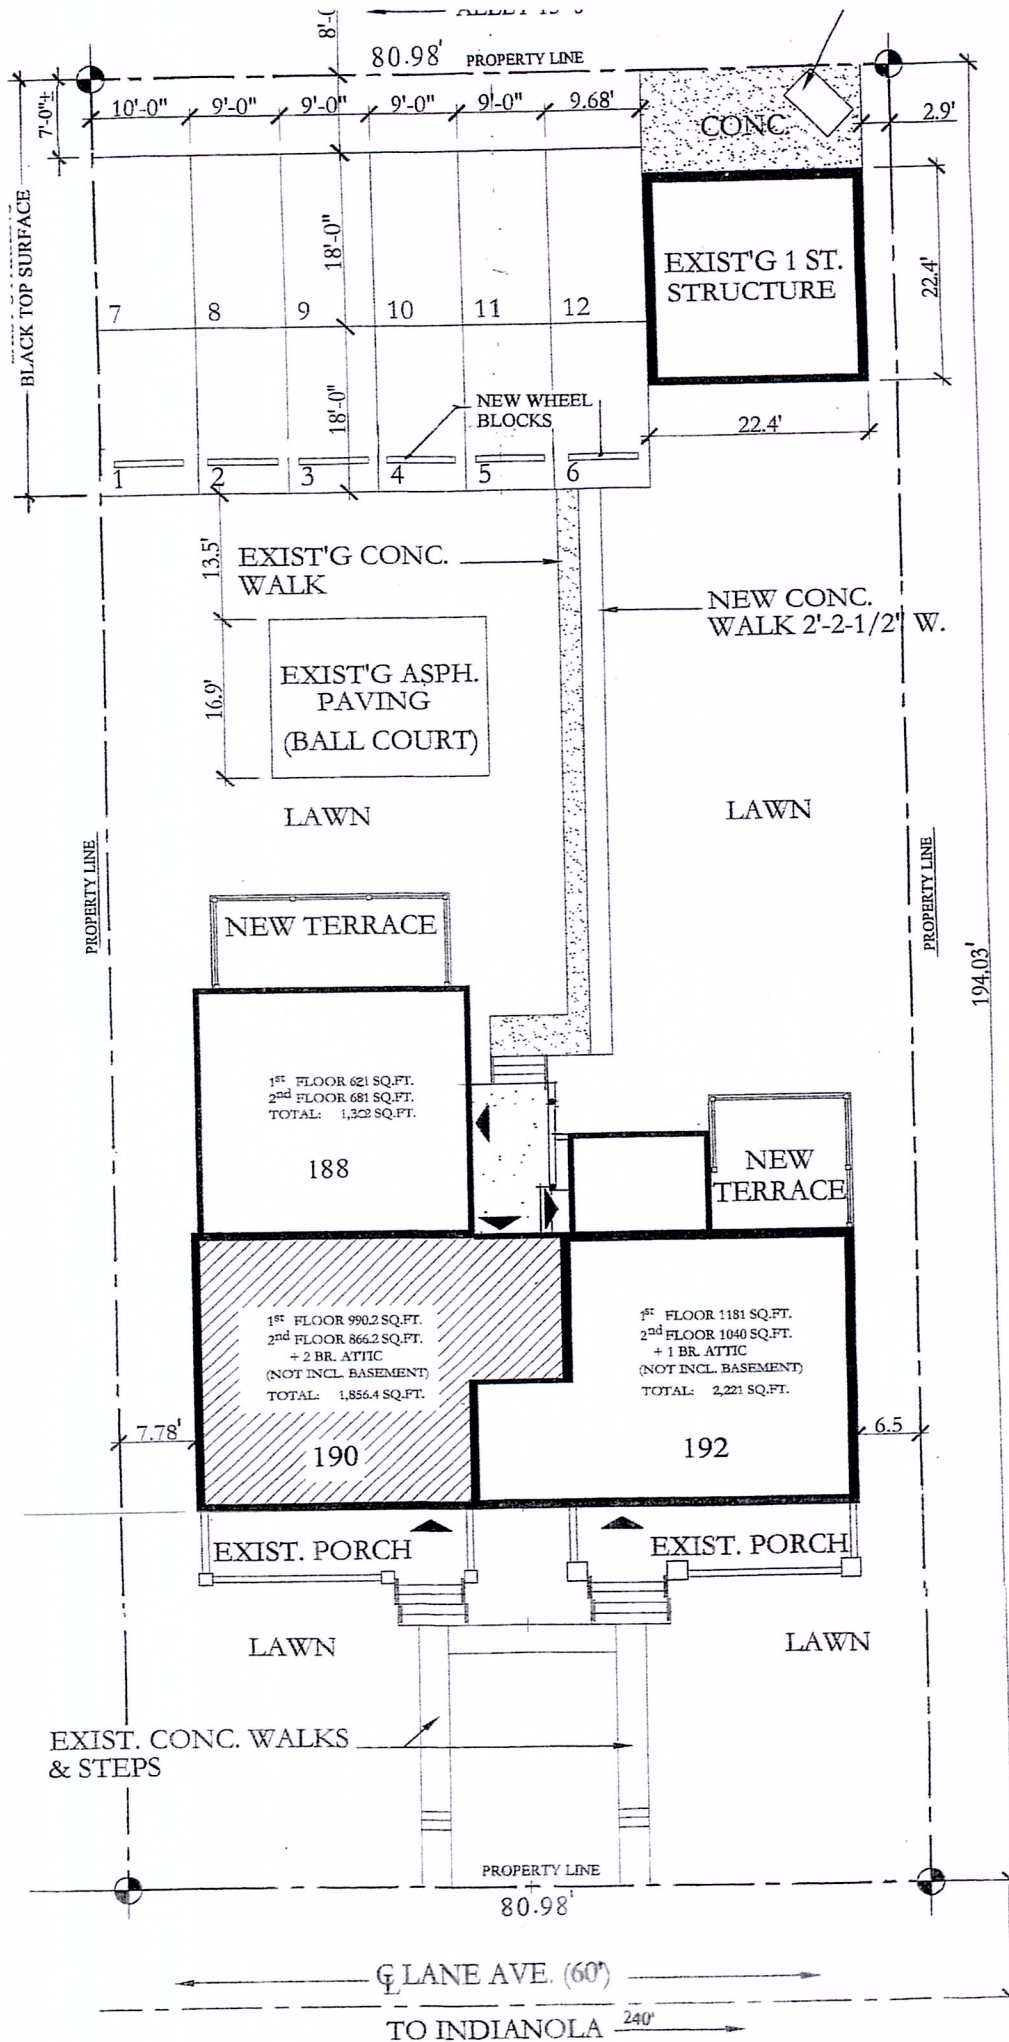 8'-0
80.98' PROPERTY LINE
7'-0"±
10'-0" 9'-0" 9'-0" 9'-0" 9'-0" 9.68'
CONC.
2.9'
BLACK TOP SURFACE
18'-0"
EXIST'G 1 ST.
STRUCTURE
22.4'
7 8 9 10 11 12
18'-0"
NEW WHEEL
BLOCKS
22.4'
1 2 3 4 5 6
13.5'
EXIST'G CONC.
WALK
NEW CONC.
WALK 2'-2-1/2" W.
16.9'
EXIST'G ASPH.
PAVING
(BALL COURT)
LAWN
LAWN
PROPERTY LINE
PROPERTY LINE
194.03'
NEW TERRACE
1st FLOOR 621 SQ.FT.
2nd FLOOR 681 SQ.FT.
TOTAL: 1,302 SQ.FT.
188
NEW
TERRACE
1st FLOOR 990.2 SQ.FT.
2nd FLOOR 866.2 SQ.FT.
+ 2 BR. ATTIC
(NOT INCL. BASEMENT)
TOTAL: 1,856.4 SQ.FT.
190
1st FLOOR 1181 SQ.FT.
2nd FLOOR 1040 SQ.FT.
+ 1 BR. ATTIC
(NOT INCL. BASEMENT)
TOTAL: 2,221 SQ.FT.
192
7.78'
6.5
EXIST. PORCH
EXIST. PORCH
LAWN
LAWN
EXIST. CONC. WALKS
& STEPS
PROPERTY LINE
80.98'
℄ LANE AVE. (60')
TO INDIANOLA 240'